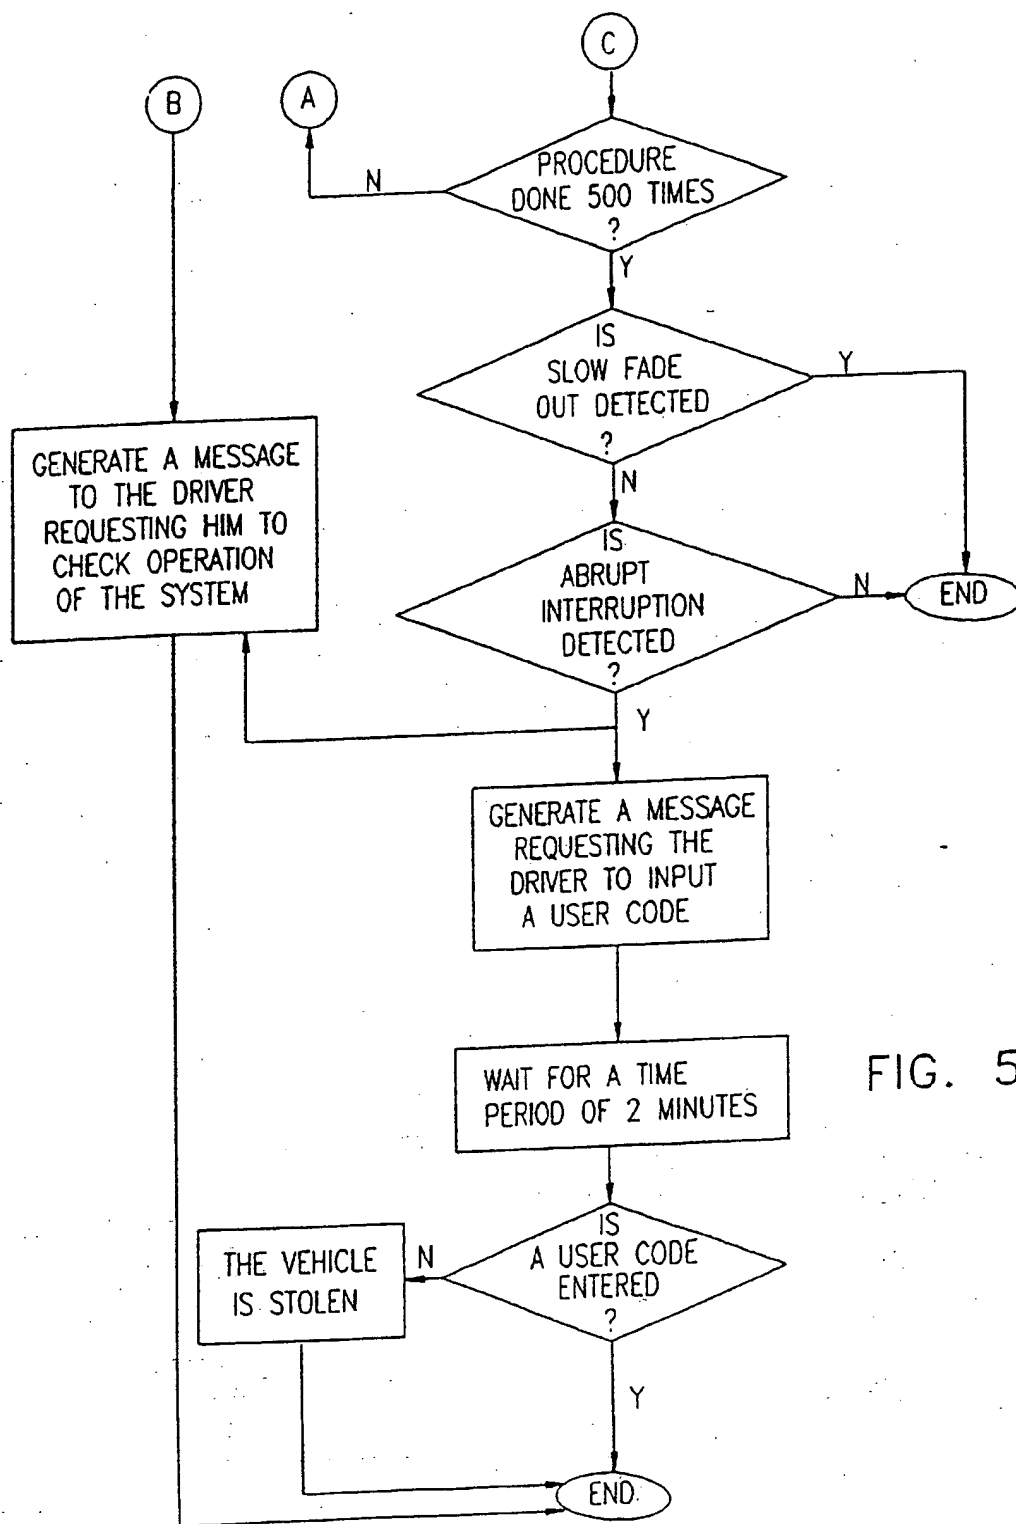 C
B
A
PROCEDURE
DONE 500 TIMES
?
N
Y
IS
SLOW FADE
OUT DETECTED
?
Y
N
GENERATE A MESSAGE
TO THE DRIVER
REQUESTING HIM TO
CHECK OPERATION
OF THE SYSTEM
IS
ABRUPT
INTERRUPTION
DETECTED
?
N
END
Y
GENERATE A MESSAGE
REQUESTING THE
DRIVER TO INPUT
A USER CODE
WAIT FOR A TIME
PERIOD OF 2 MINUTES
FIG. 5
IS
A USER CODE
ENTERED
?
N
THE VEHICLE
IS STOLEN
Y
END